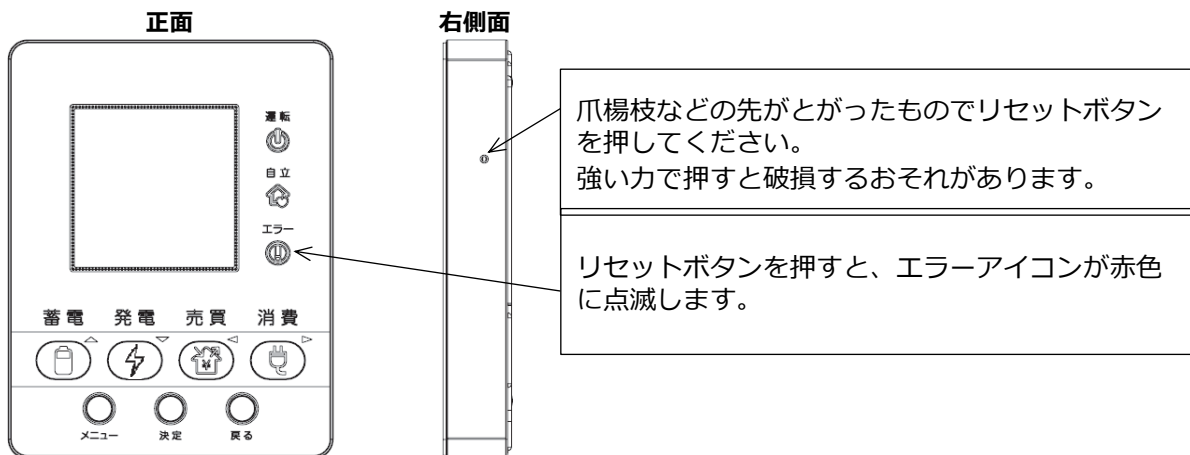 正面
右側面
運転
自立
エラー
爪楊枝などの先がとがったものでリセットボタン
を押してください。
強い力で押すと破損するおそれがあります。
リセットボタンを押すと、エラーアイコンが赤色
に点滅します。
蓄電 発電 売買 消費
メニュー 決定 戻る